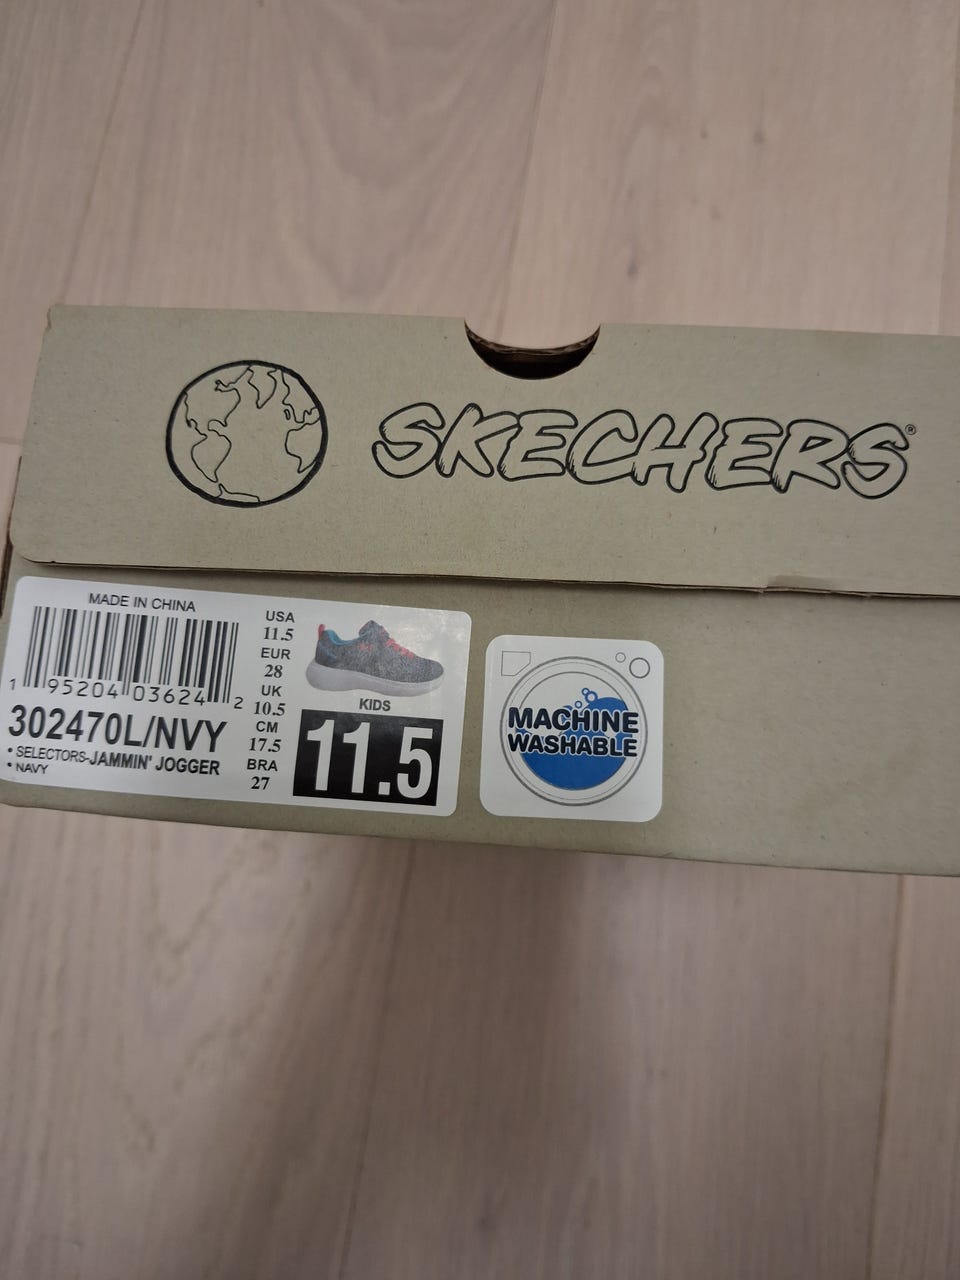 SKECHERS®
MADE IN CHINA
1 95204 03624 2
302470L/NVY
• SELECTORS-JAMMIN' JOGGER
• NAVY
USA
11.5
EUR
28
UK
10.5
CM
17.5
BRA
27
KIDS
11.5
MACHINE
WASHABLE